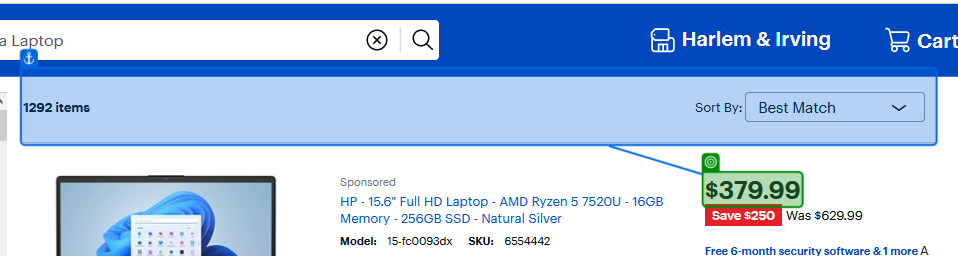 a Laptop
Harlem & Irving
Cart
1292 items
Sort By: Best Match
Sponsored
HP - 15.6" Full HD Laptop - AMD Ryzen 5 7520U - 16GB
Memory - 256GB SSD - Natural Silver
Model: 15-fc0093dx SKU: 6554442
$379.99
Save $250 Was $629.99
Free 6-month security software & 1 more A